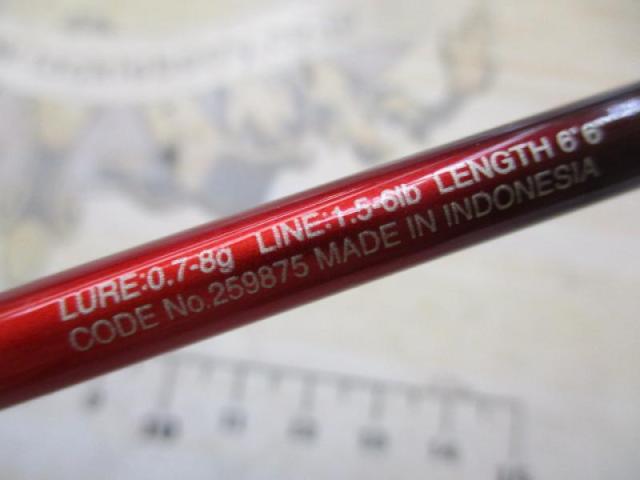 LURE:0.7-8g LINE:1.5-6lb LENGTH 6'6"
CODE No.259875 MADE IN INDONESIA